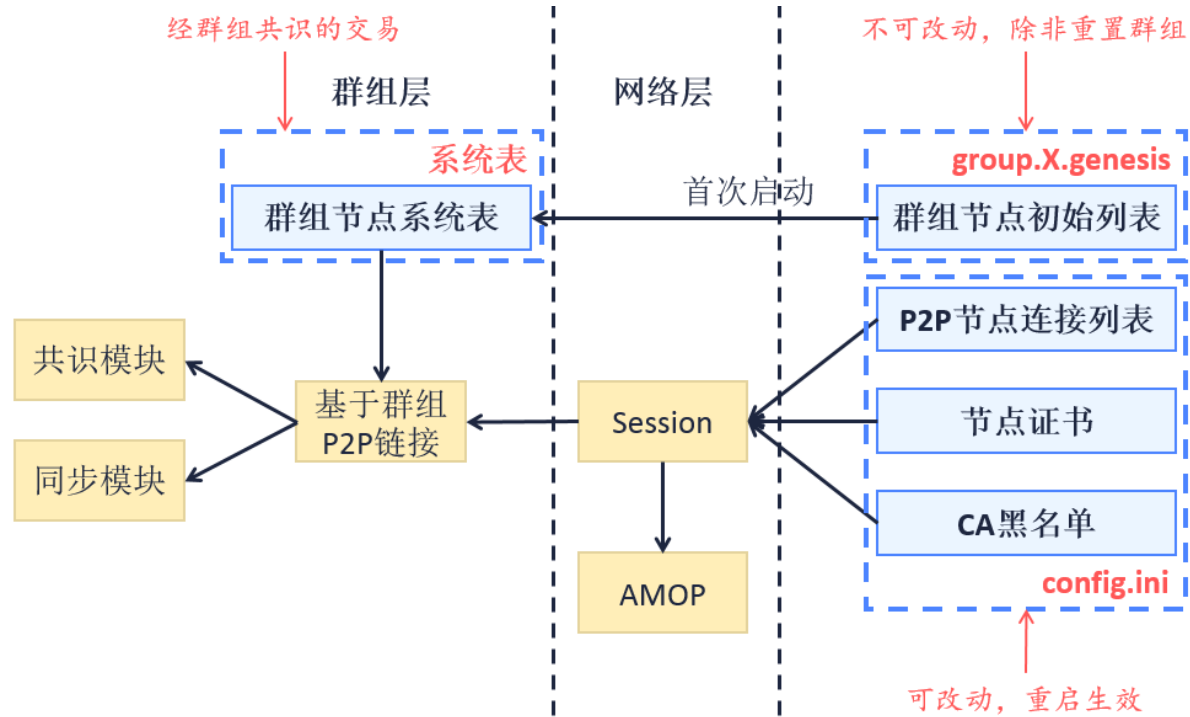 经群组共识的交易
不可改动，除非重置群组
群组层
网络层
系统表
group.X.genesis
首次启动
群组节点系统表
群组节点初始列表
P2P节点连接列表
共识模块
基于群组
P2P链接
Session
节点证书
同步模块
CA黑名单
AMOP
config.ini
可改动，重启生效